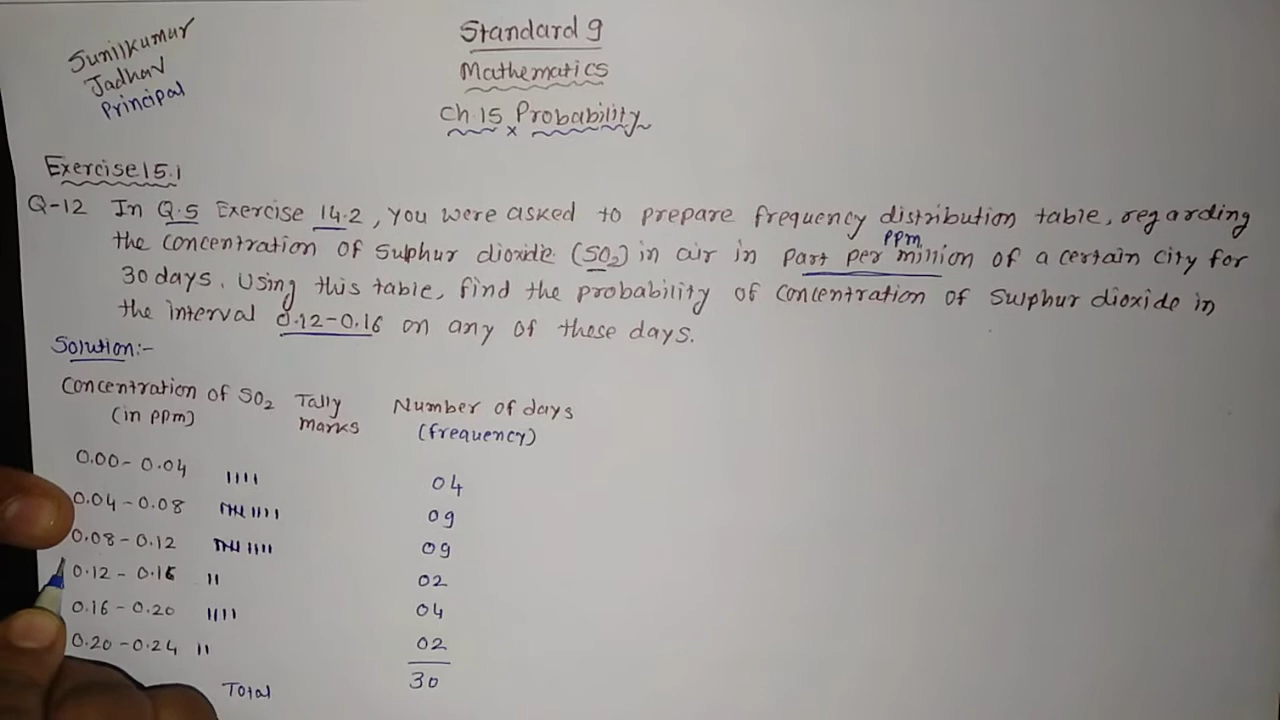 Sunilkumar
Jadhav
Principal
Standard 9
Mathematics
Ch.15 Probability
x
Exercise 15.1
Q-12 In Q.5 Exercise 14.2, you were asked to prepare frequency distribution table, regarding
PPM
the concentration of Sulphur dioxide (SO₂) in air in Part per million of a certain city for
30 days. Using this table, find the probability of concentration of Sulphur dioxide in
the interval 0.12-0.16 on any of these days.
Solution:-
Concentration of SO₂ Tally Number of days
(in PPM) marks (frequency)
0.00-0.04 |||| 04
0.04-0.08 𝍸 |||| 09
0.08-0.12 𝍸 |||| 09
0.12-0.16 || 02
0.16-0.20 |||| 04
0.20-0.24 || 02
Total 30